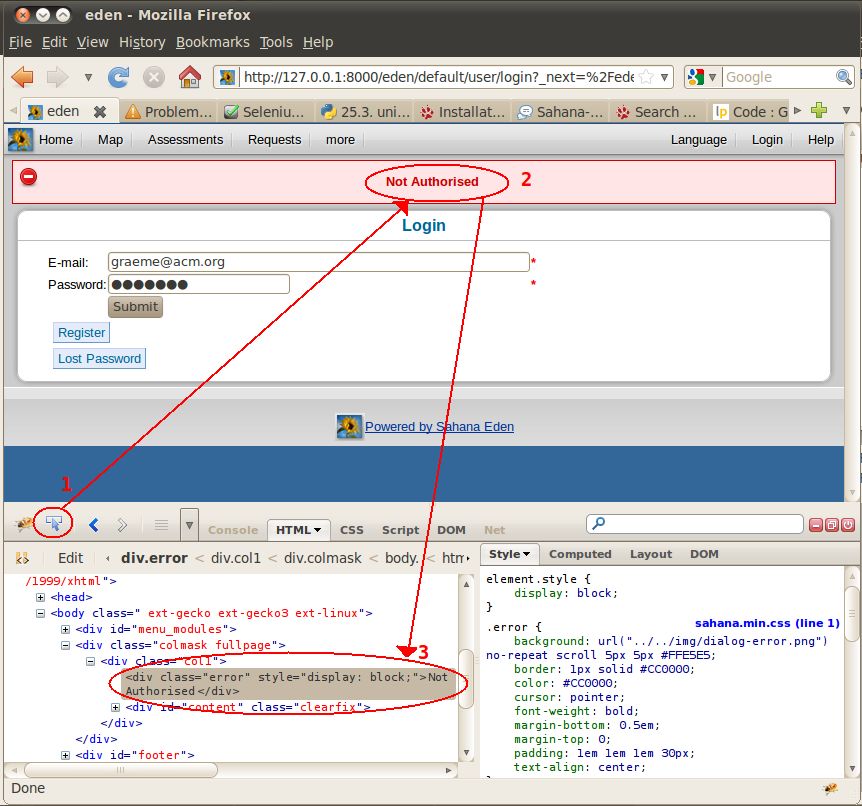 eden - Mozilla Firefox
File Edit View History Bookmarks Tools Help
http://127.0.0.1:8000/eden/default/user/login?_next=%2Fede
Google
eden Problem... Seleniu... 25.3. uni... Installat... Sahana-... Search ... lp Code : G
Home Map Assessments Requests more Language Login Help
Not Authorised 2
Login
E-mail: graeme@acm.org *
Password: ●●●●●●● *
Submit
Register
Lost Password
Powered by Sahana Eden
1
Console HTML CSS Script DOM Net
Edit div.error < div.col1 < div.colmask < body. < htm
Style Computed Layout DOM
/1999/xhtml">
<head>
<body class=" ext-gecko ext-gecko3 ext-linux">
<div id="menu_modules">
<div class="colmask fullpage">
<div class="col1"> 3
<div class="error" style="display: block;">Not
Authorised</div>
<div id="content" class="clearfix">
</div>
</div>
<div id="footer">
element.style {
display: block;
}
sahana.min.css (line 1)
.error {
background: url("../../img/dialog-error.png")
no-repeat scroll 5px 5px #FFE5E5;
border: 1px solid #CC0000;
color: #CC0000;
cursor: pointer;
font-weight: bold;
margin-bottom: 0.5em;
margin-top: 0;
padding: 1em 1em 1em 30px;
text-align: center;
Done